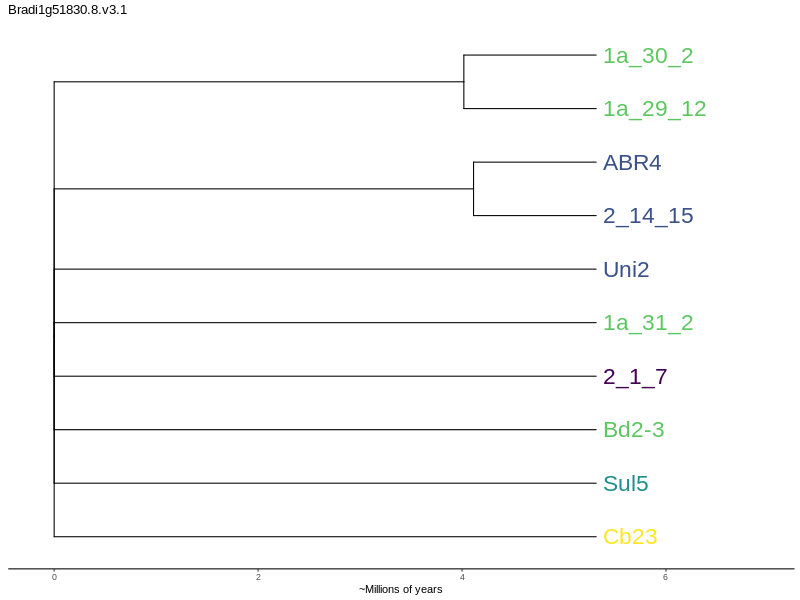 Bradi1g51830.8.v3.1
1a_30_2
1a_29_12
ABR4
2_14_15
Uni2
1a_31_2
2_1_7
Bd2-3
Sul5
Cb23
0 2 4 6
~Millions of years